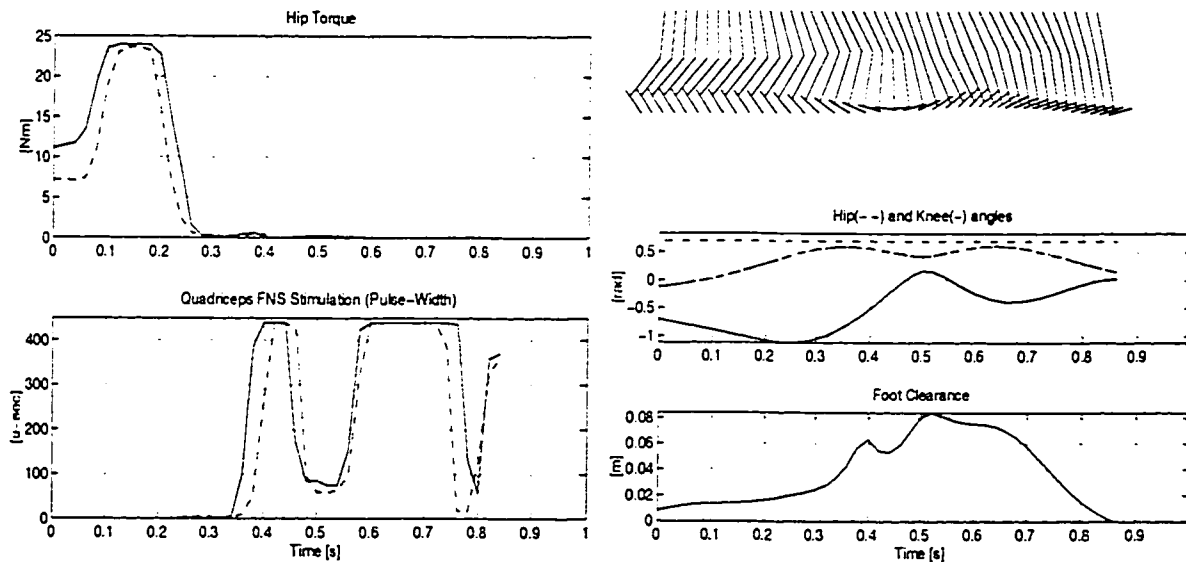 Hip Torque
25
20
15
10
5
0
[Nm]
0 0.1 0.2 0.3 0.4 0.5 0.6 0.7 0.8 0.9 1
Quadriceps FNS Stimulation (Pulse-Width)
400
300
200
100
0
0 0.1 0.2 0.3 0.4 0.5 0.6 0.7 0.8 0.9 1
Time [s]
Hip(- -) and Knee(-) angles
0.5
0
-0.5
-1
[rad]
0 0.1 0.2 0.3 0.4 0.5 0.6 0.7 0.8 0.9
Foot Clearance
0.08
0.06
0.04
0.02
0
[m]
0 0.1 0.2 0.3 0.4 0.5 0.6 0.7 0.8 0.9
Time [s]